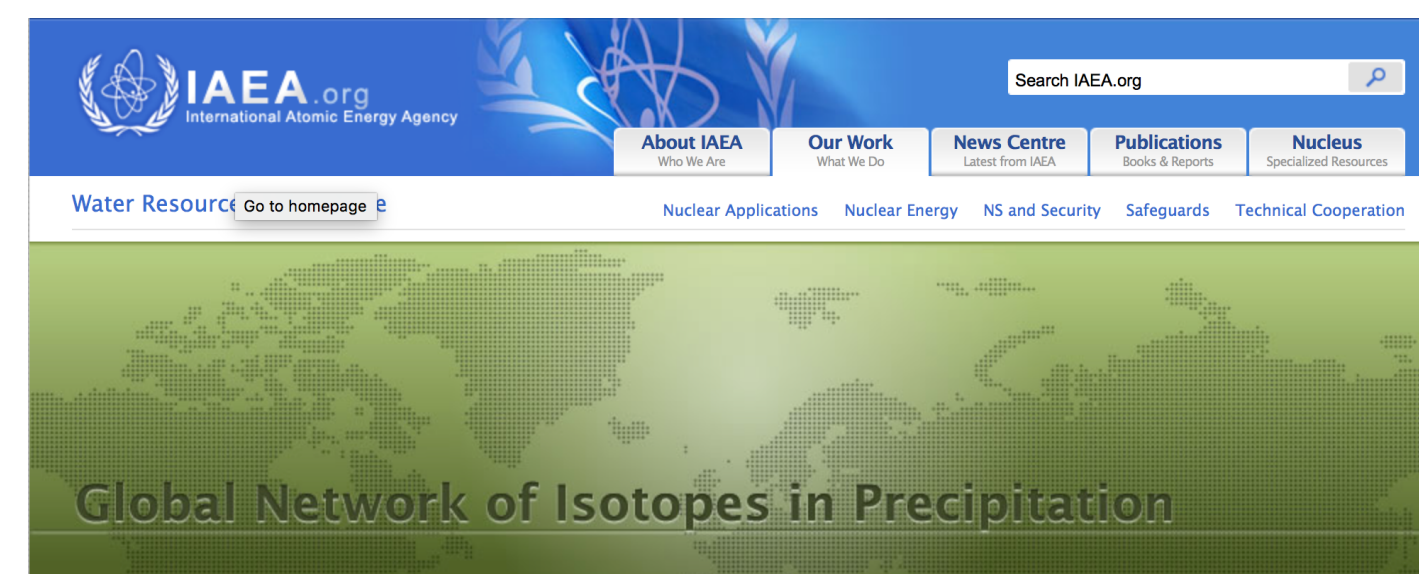 IAEA.org
International Atomic Energy Agency
Search IAEA.org
About IAEA
Who We Are
Our Work
What We Do
News Centre
Latest from IAEA
Publications
Books & Reports
Nucleus
Specialized Resources
Water
Go to homepage
Nuclear Applications Nuclear Energy NS and Security Safeguards Technical Cooperation
Global Network of Isotopes in Precipitation